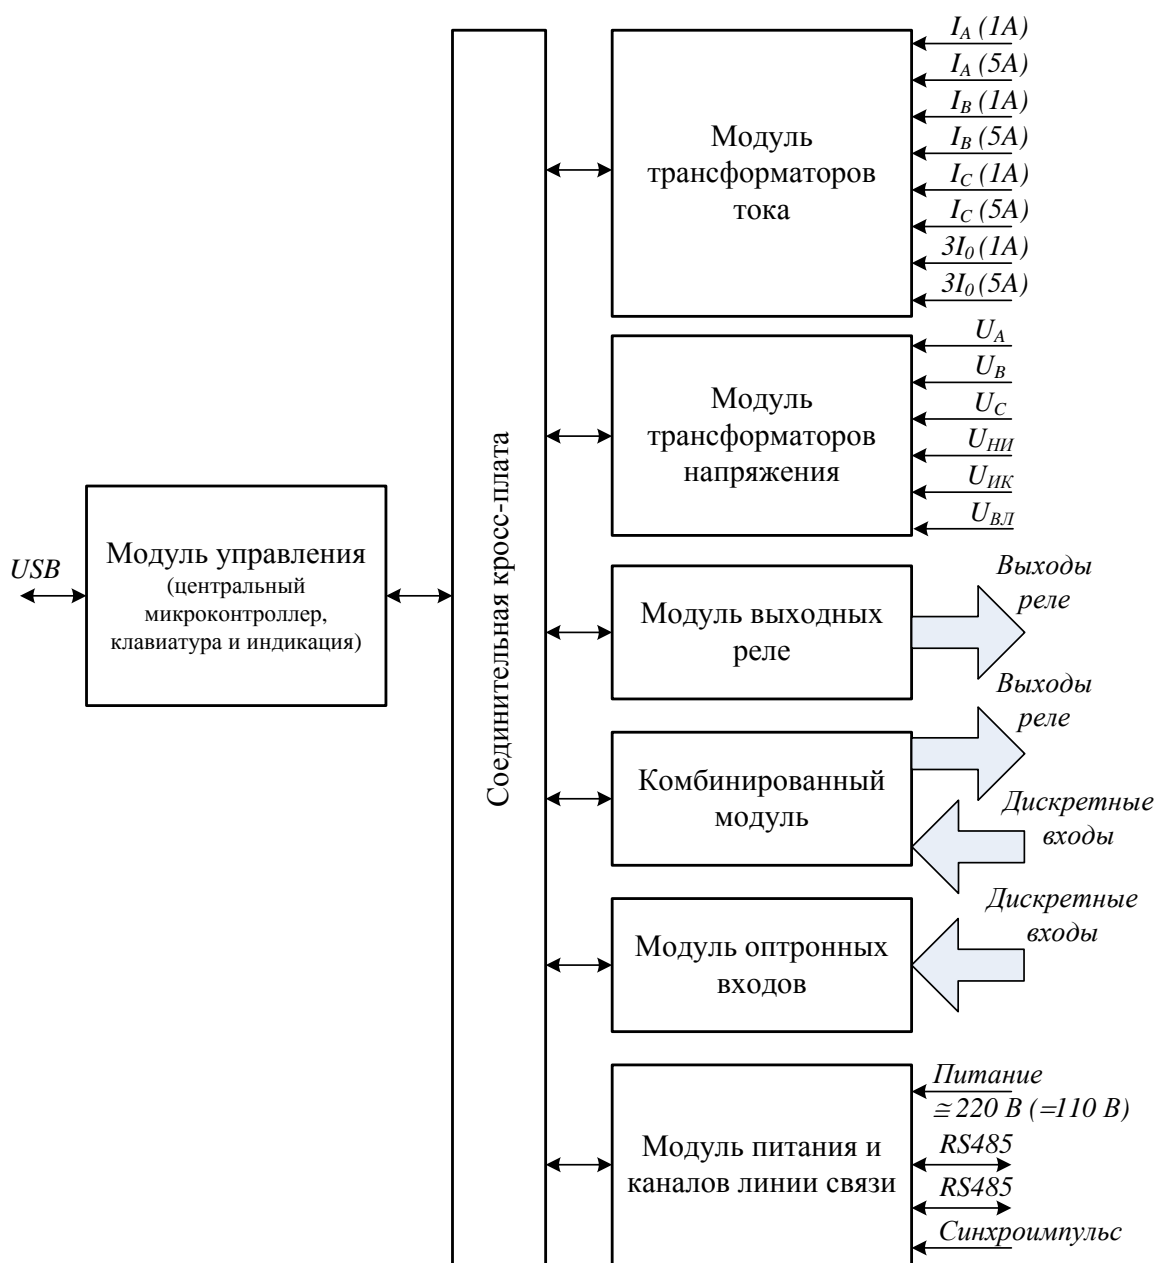 USB
Модуль управления
(центральный
микроконтроллер,
клавиатура и индикация)
Соединительная кросс-плата
Модуль
трансформаторов
тока
I_A (1A)
I_A (5A)
I_B (1A)
I_B (5A)
I_C (1A)
I_C (5A)
3I_0 (1A)
3I_0 (5A)
Модуль
трансформаторов
напряжения
U_A
U_B
U_C
U_НИ
U_ИК
U_ВЛ
Модуль выходных
реле
Выходы
реле
Комбинированный
модуль
Выходы
реле
Дискретные
входы
Модуль оптронных
входов
Дискретные
входы
Модуль питания и
каналов линии связи
Питание
≅220 В (=110 В)
RS485
RS485
Синхроимпульс